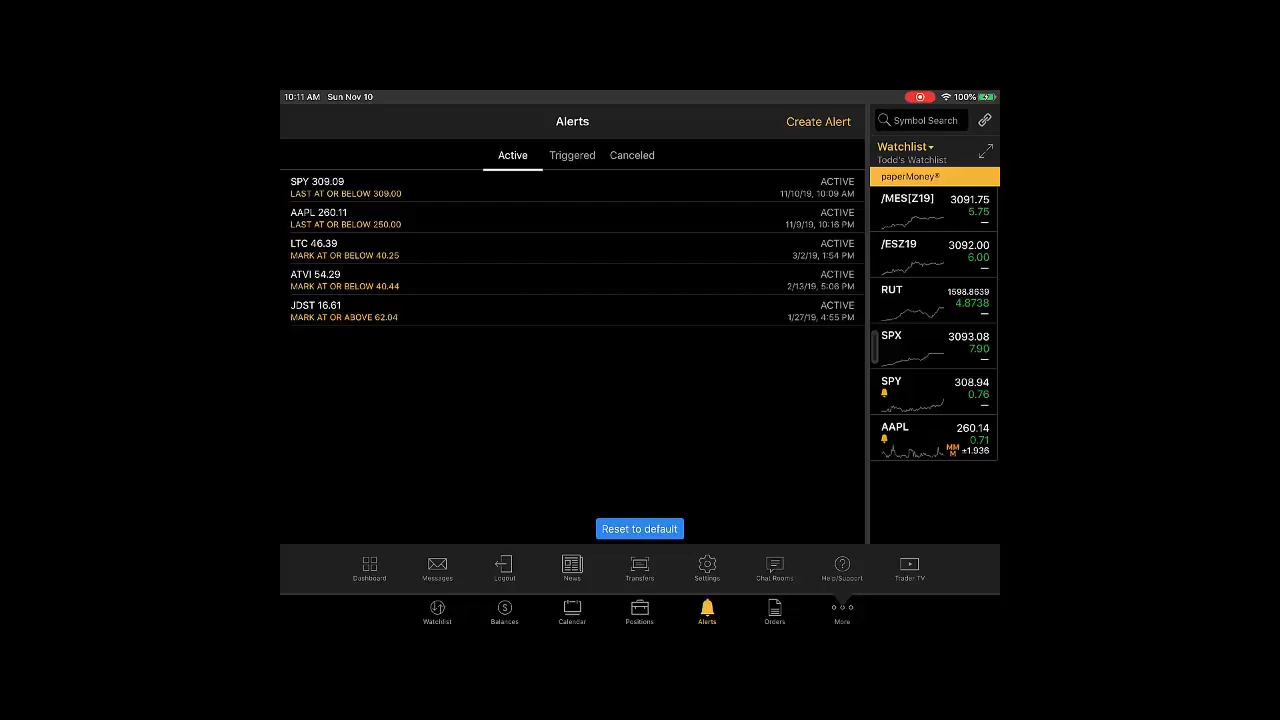 10:11 AM Sun Nov 10
100%
Alerts
Create Alert
Active Triggered Canceled
SPY 309.09 ACTIVE
LAST AT OR BELOW 309.00 11/10/19, 10:09 AM
AAPL 260.11 ACTIVE
LAST AT OR BELOW 250.00 11/9/19, 10:16 PM
LTC 46.39 ACTIVE
MARK AT OR BELOW 40.25 3/2/19, 1:54 PM
ATVI 54.29 ACTIVE
MARK AT OR BELOW 40.44 2/13/19, 5:06 PM
JDST 16.61 ACTIVE
MARK AT OR ABOVE 62.04 1/27/19, 4:55 PM
Symbol Search
Watchlist
Todd's Watchlist
paperMoney®
/MES[Z19] 3091.75
5.75
—
/ESZ19 3092.00
6.00
—
RUT 1598.8639
4.8738
—
SPX 3093.08
7.90
—
SPY 308.94
0.76
—
AAPL 260.14
0.71
MMM ±1.936
Reset to default
Dashboard Messages Logout News Transfers Settings Chat Rooms Help/Support Trader TV
Watchlist Balances Calendar Positions Alerts Orders More